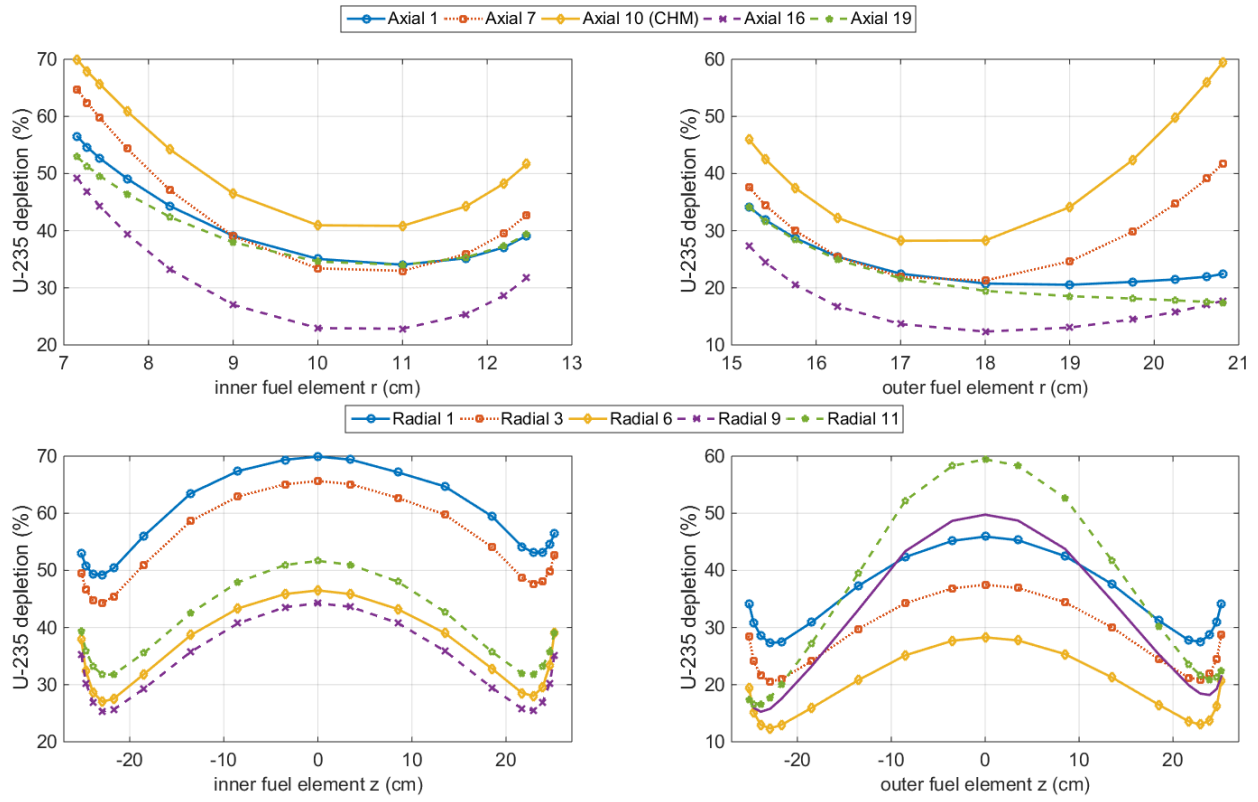 Axial 1 Axial 7 Axial 10 (CHM) Axial 16 Axial 19
70
60
50
40
30
20
U-235 depletion (%)
7 8 9 10 11 12 13
inner fuel element r (cm)
60
50
40
30
20
10
U-235 depletion (%)
15 16 17 18 19 20 21
outer fuel element r (cm)
Radial 1 Radial 3 Radial 6 Radial 9 Radial 11
70
60
50
40
30
20
U-235 depletion (%)
-20 -10 0 10 20
inner fuel element z (cm)
60
50
40
30
20
10
U-235 depletion (%)
-20 -10 0 10 20
outer fuel element z (cm)